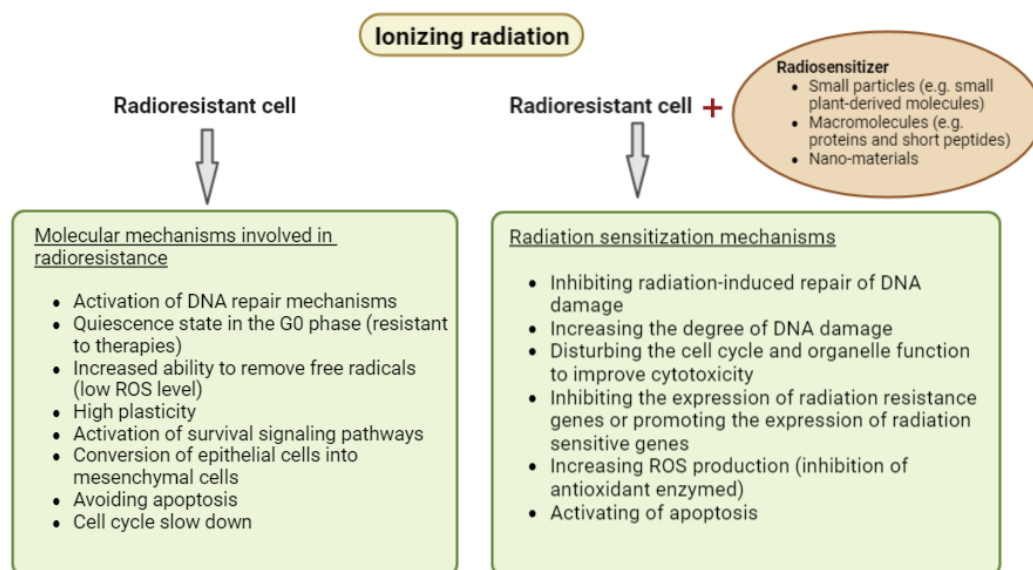 Ionizing radiation
Radioresistant cell
Radioresistant cell +
Radiosensitizer
• Small particles (e.g. small
plant-derived molecules)
• Macromolecules (e.g.
proteins and short peptides)
• Nano-materials
Molecular mechanisms involved in
radioresistance
• Activation of DNA repair mechanisms
• Quiescence state in the G0 phase (resistant
to therapies)
• Increased ability to remove free radicals
(low ROS level)
• High plasticity
• Activation of survival signaling pathways
• Conversion of epithelial cells into
mesenchymal cells
• Avoiding apoptosis
• Cell cycle slow down
Radiation sensitization mechanisms
• Inhibiting radiation-induced repair of DNA
damage
• Increasing the degree of DNA damage
• Disturbing the cell cycle and organelle function
to improve cytotoxicity
• Inhibiting the expression of radiation resistance
genes or promoting the expression of radiation
sensitive genes
• Increasing ROS production (inhibition of
antioxidant enzymed)
• Activating of apoptosis